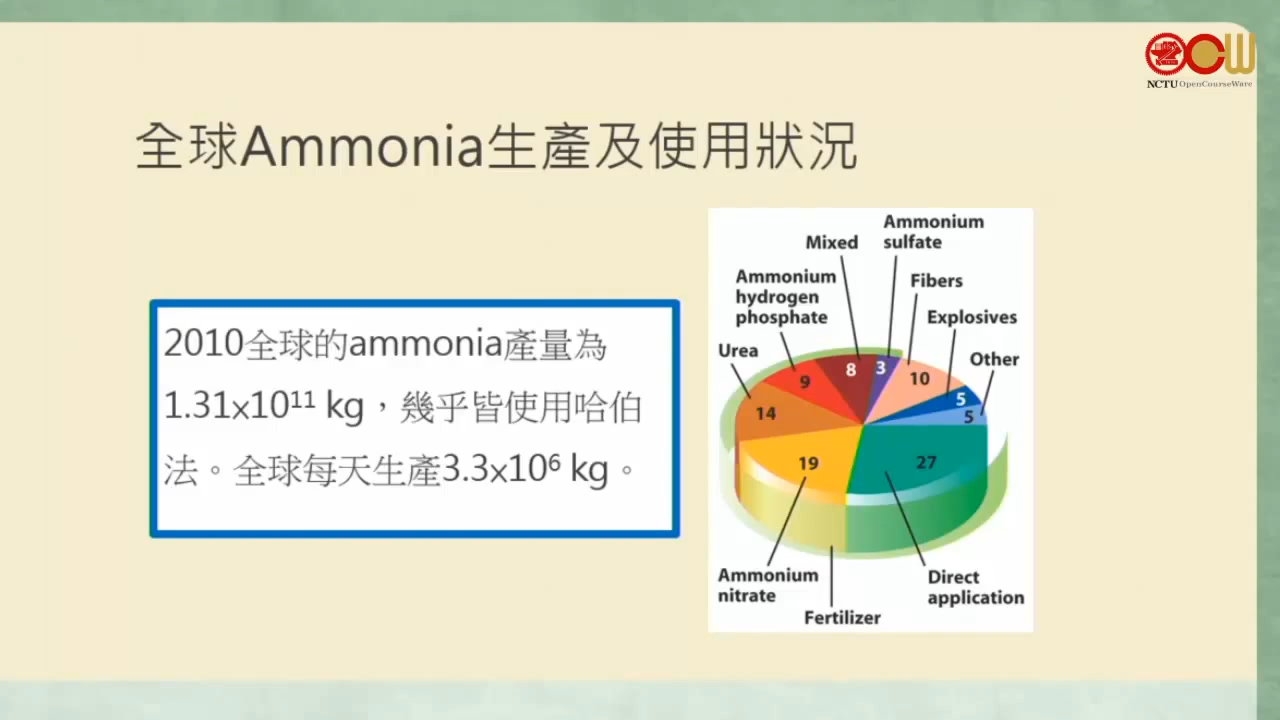 NCTU OpenCourseWare
全球Ammonia生產及使用狀況
2010全球的ammonia產量為
1.31x10¹¹ kg，幾乎皆使用哈伯
法。全球每天生產3.3x10⁶ kg。
Ammonium
sulfate
Mixed
Ammonium
hydrogen
phosphate
Fibers
Explosives
Urea
Other
9
8
3
10
5
5
14
19
27
Ammonium
nitrate
Direct
application
Fertilizer